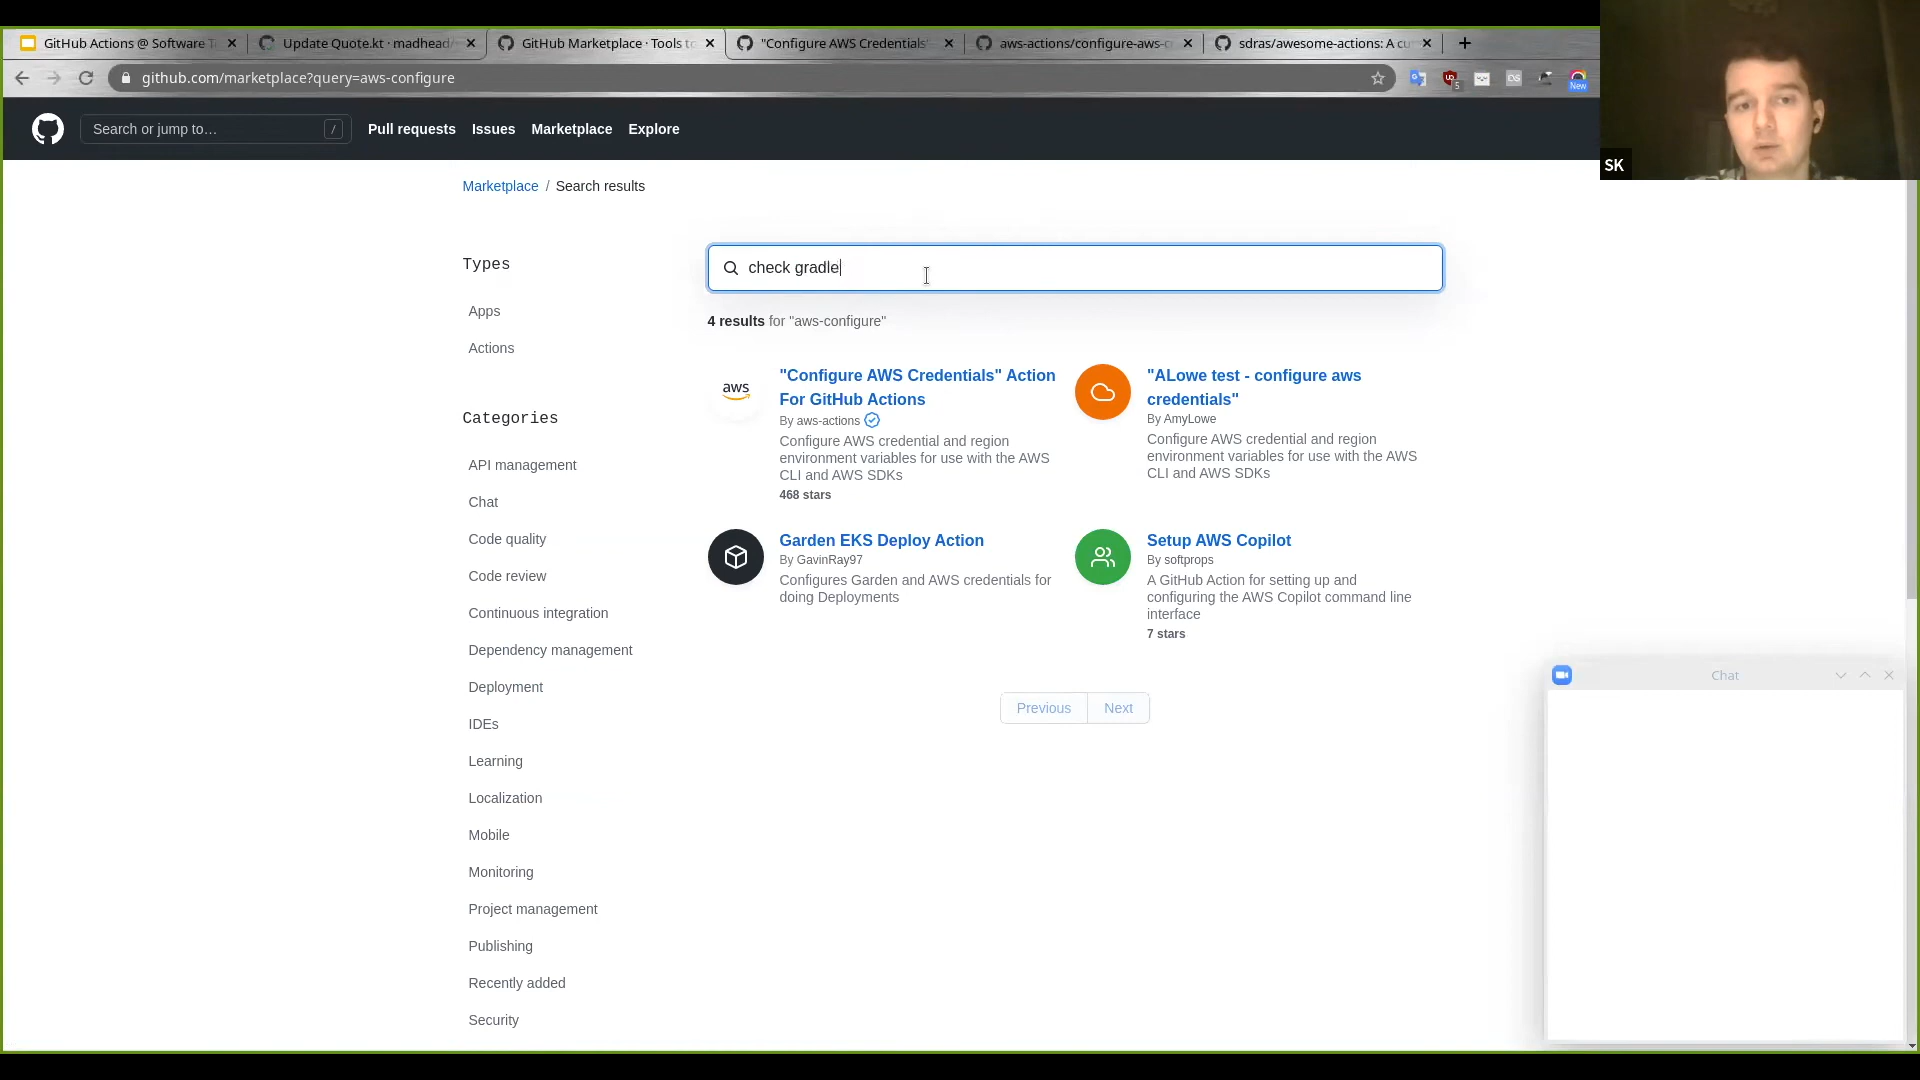 GitHub Actions @ Software T
Update Quote.kt · madhead/
GitHub Marketplace · Tools to
"Configure AWS Credentials"
aws-actions/configure-aws-c
sdras/awesome-actions: A cu
github.com/marketplace?query=aws-configure
5
New
Search or jump to… /
Pull requests
Issues
Marketplace
Explore
SK
Marketplace / Search results
Types
Apps
Actions
Categories
API management
Chat
Code quality
Code review
Continuous integration
Dependency management
Deployment
IDEs
Learning
Localization
Mobile
Monitoring
Project management
Publishing
Recently added
Security
check gradle
4 results for "aws-configure"
aws
"Configure AWS Credentials" Action
For GitHub Actions
By aws-actions
Configure AWS credential and region
environment variables for use with the AWS
CLI and AWS SDKs
468 stars
"ALowe test - configure aws
credentials"
By AmyLowe
Configure AWS credential and region
environment variables for use with the AWS
CLI and AWS SDKs
Garden EKS Deploy Action
By GavinRay97
Configures Garden and AWS credentials for
doing Deployments
Setup AWS Copilot
By softprops
A GitHub Action for setting up and
configuring the AWS Copilot command line
interface
7 stars
Previous
Next
Chat